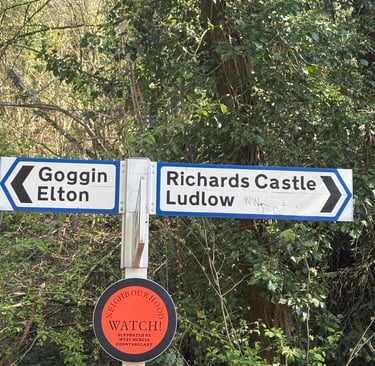 Goggin
Elton
Richards Castle
Ludlow
NEIGHBOURHOOD
WATCH!
SUPPORTED BY
WEST MERCIA
CONSTABULARY